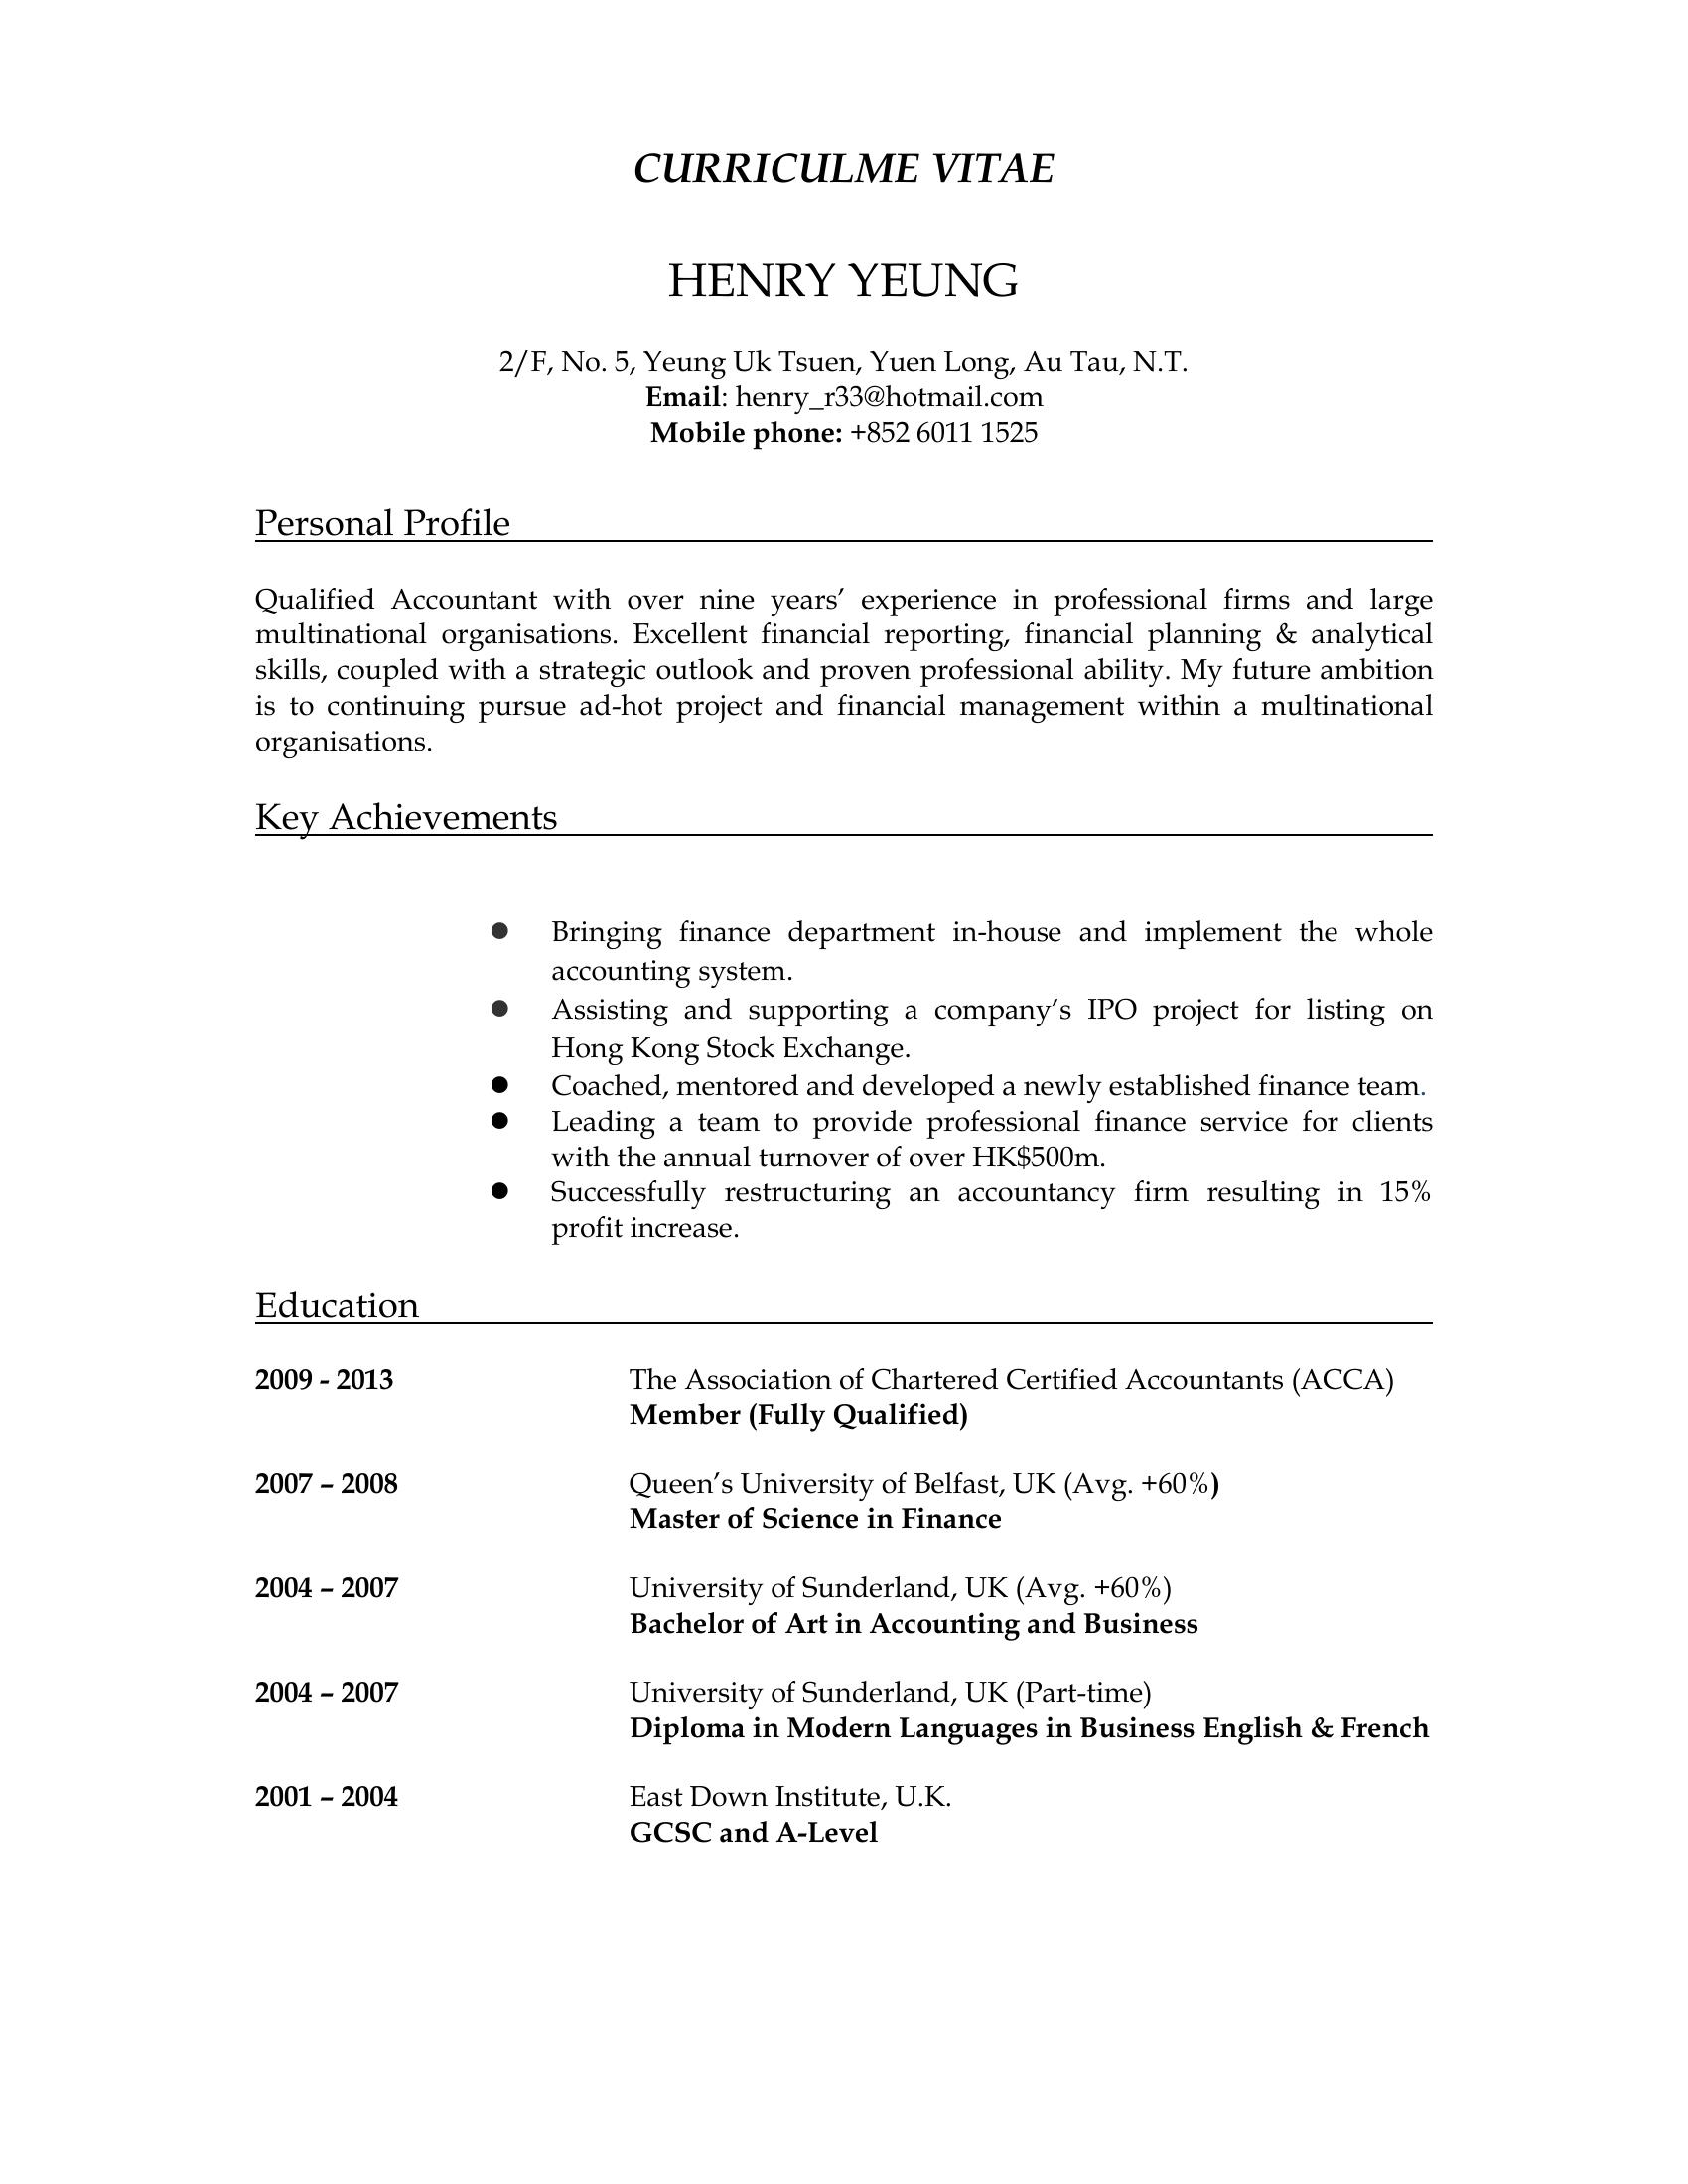 CURRICULME VITAE
HENRY YEUNG
2/F, No. 5, Yeung Uk Tsuen, Yuen Long, Au Tau, N.T.
Email: henry_r33@hotmail.com
Mobile phone: +852 6011 1525
Personal Profile
Qualified Accountant with over nine years’ experience in professional firms and large
multinational organisations. Excellent financial reporting, financial planning & analytical
skills, coupled with a strategic outlook and proven professional ability. My future ambition
is to continuing pursue ad-hot project and financial management within a multinational
organisations.
Key Achievements
● Bringing finance department in-house and implement the whole
accounting system.
● Assisting and supporting a company’s IPO project for listing on
Hong Kong Stock Exchange.
● Coached, mentored and developed a newly established finance team.
● Leading a team to provide professional finance service for clients
with the annual turnover of over HK$500m.
● Successfully restructuring an accountancy firm resulting in 15%
profit increase.
Education
2009 - 2013 The Association of Chartered Certified Accountants (ACCA)
Member (Fully Qualified)
2007 – 2008 Queen’s University of Belfast, UK (Avg. +60%)
Master of Science in Finance
2004 – 2007 University of Sunderland, UK (Avg. +60%)
Bachelor of Art in Accounting and Business
2004 – 2007 University of Sunderland, UK (Part-time)
Diploma in Modern Languages in Business English & French
2001 – 2004 East Down Institute, U.K.
GCSC and A-Level